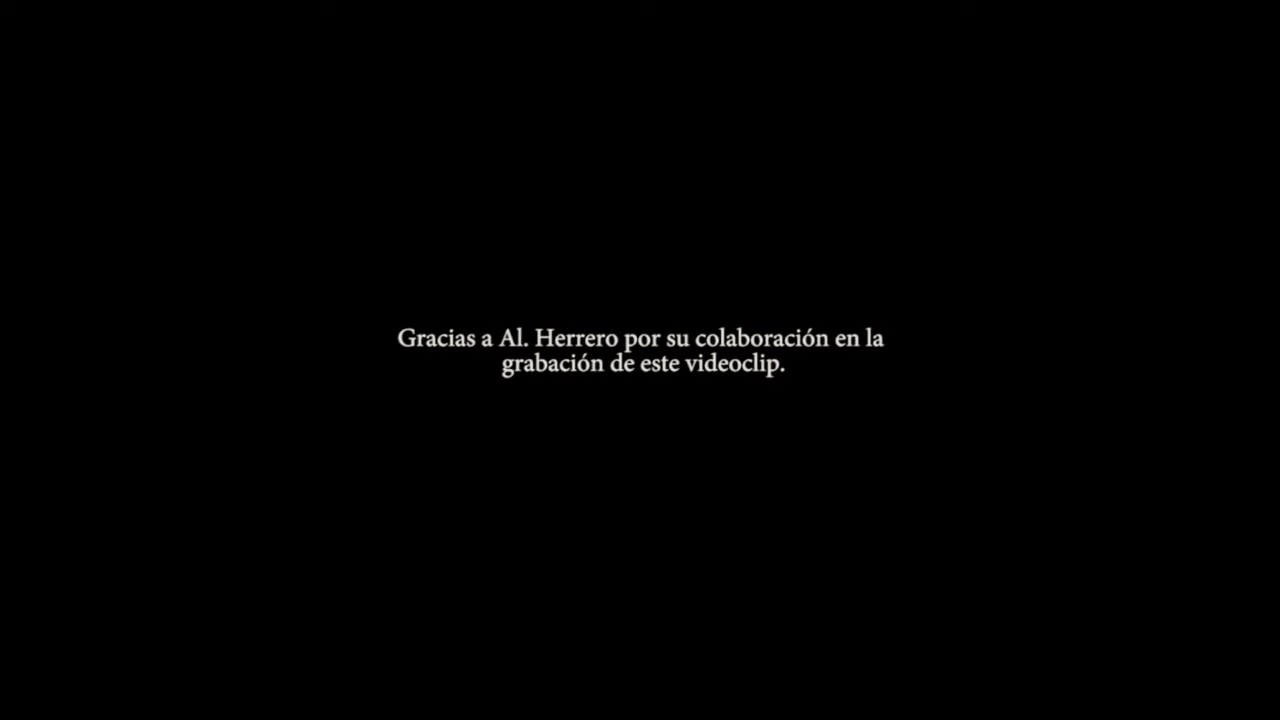 Gracias a Al. Herrero por su colaboración en la
grabación de este videoclip.